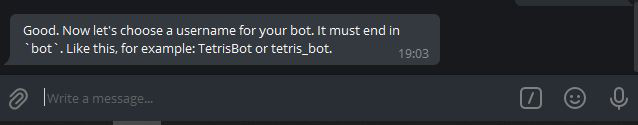 Good. Now let's choose a username for your bot. It must end in
`bot`. Like this, for example: TetrisBot or tetris_bot.
19:03
Write a message...